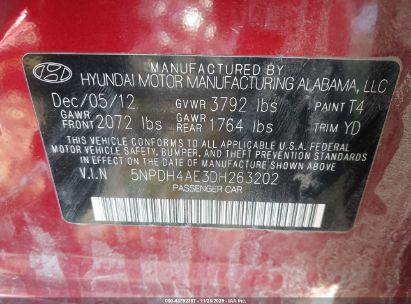 MANUFACTURED BY
HYUNDAI MOTOR MANUFACTURING ALABAMA, LLC
Dec/05/12 GVWR 3792 lbs PAINT T4
GAWR FRONT 2072 lbs GAWR REAR 1764 lbs TRIM YD
THIS VEHICLE CONFORMS TO ALL APPLICABLE U.S.A. FEDERAL
MOTOR VEHICLE SAFETY, BUMPER, AND THEFT PREVENTION
STANDARDS IN EFFECT ON THE DATE OF MANUFACTURE SHOWN ABOVE.
V.I.N 5NPDH4AE3DH263202
PASSENGER CAR